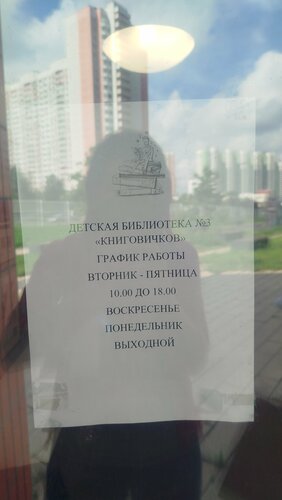 ДЕТСКАЯ БИБЛИОТЕКА №3
«КНИГОВИЧКОВ»
ГРАФИК РАБОТЫ
ВТОРНИК - ПЯТНИЦА
10.00 ДО 18.00
ВОСКРЕСЕНЬЕ
ПОНЕДЕЛЬНИК
ВЫХОДНОЙ